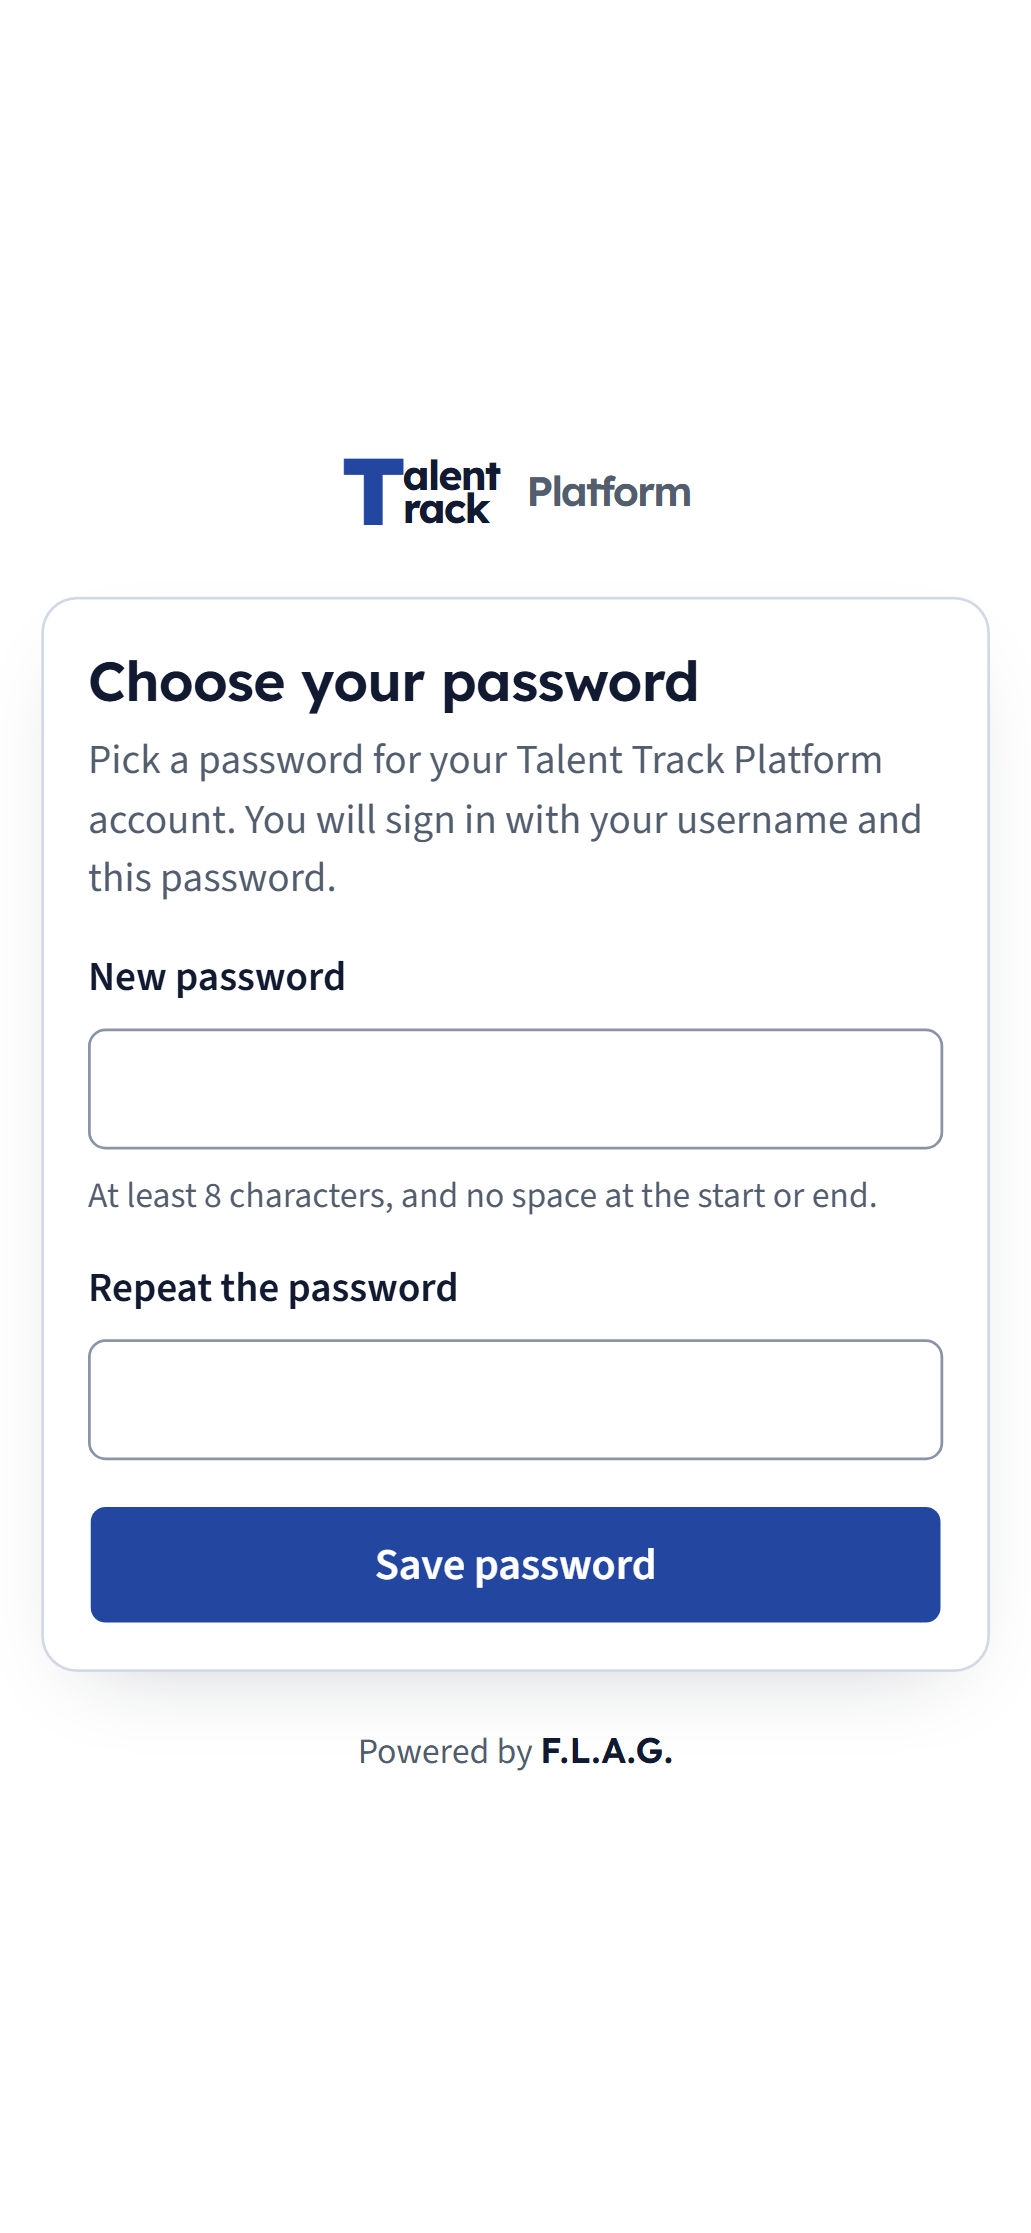 Talent
Track
Platform
Choose your password
Pick a password for your Talent Track Platform
account. You will sign in with your username and
this password.
New password
At least 8 characters, and no space at the start or end.
Repeat the password
Save password
Powered by F.L.A.G.